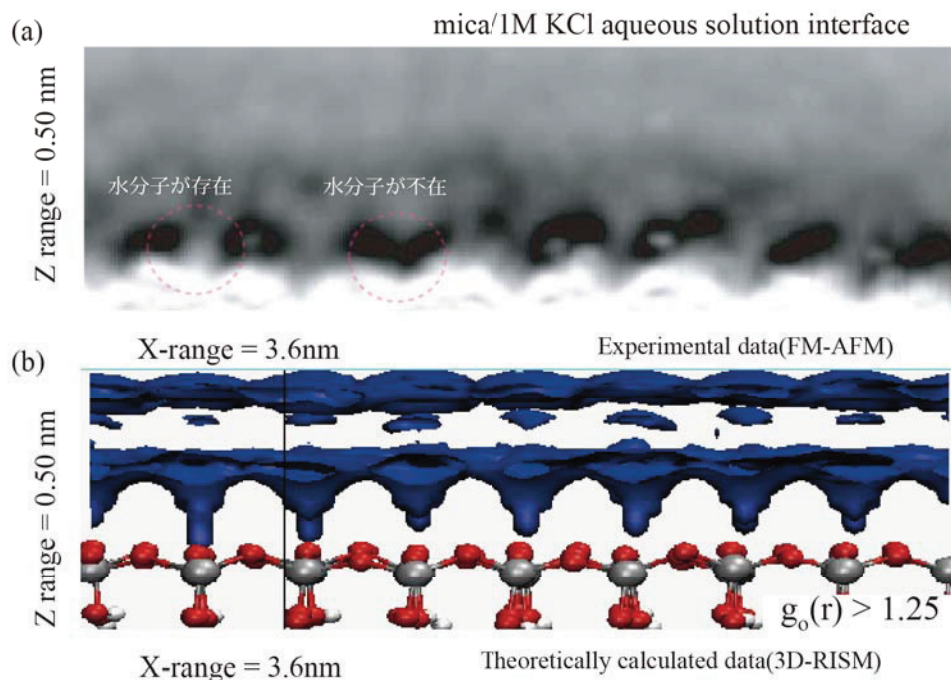 (a)
mica/1M KCl aqueous solution interface
Z range = 0.50 nm
水分子が存在
水分子が不在
X-range = 3.6nm
Experimental data(FM-AFM)
(b)
Z range = 0.50 nm
g_o(r) > 1.25
X-range = 3.6nm
Theoretically calculated data(3D-RISM)